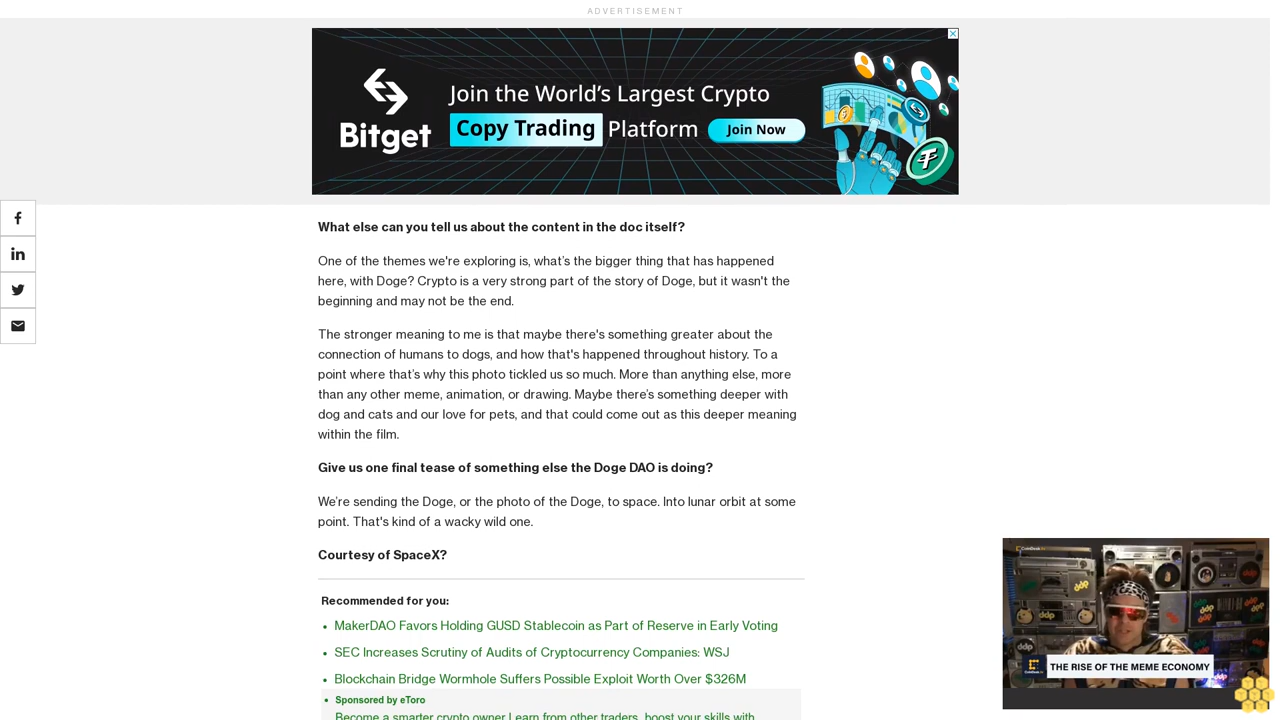 ADVERTISEMENT
Bitget
Join the World's Largest Crypto
Copy Trading Platform Join Now
What else can you tell us about the content in the doc itself?
One of the themes we're exploring is, what's the bigger thing that has happened
here, with Doge? Crypto is a very strong part of the story of Doge, but it wasn't the
beginning and may not be the end.
The stronger meaning to me is that maybe there's something greater about the
connection of humans to dogs, and how that's happened throughout history. To a
point where that's why this photo tickled us so much. More than anything else, more
than any other meme, animation, or drawing. Maybe there's something deeper with
dog and cats and our love for pets, and that could come out as this deeper meaning
within the film.
Give us one final tease of something else the Doge DAO is doing?
We're sending the Doge, or the photo of the Doge, to space. Into lunar orbit at some
point. That's kind of a wacky wild one.
Courtesy of SpaceX?
Recommended for you:
• MakerDAO Favors Holding GUSD Stablecoin as Part of Reserve in Early Voting
• SEC Increases Scrutiny of Audits of Cryptocurrency Companies: WSJ
• Blockchain Bridge Wormhole Suffers Possible Exploit Worth Over $326M
• Sponsored by eToro
Become a smarter crypto owner Learn from other traders, boost your skills with
ddp
ddp
ddp
ddp
THE RISE OF THE MEME ECONOMY